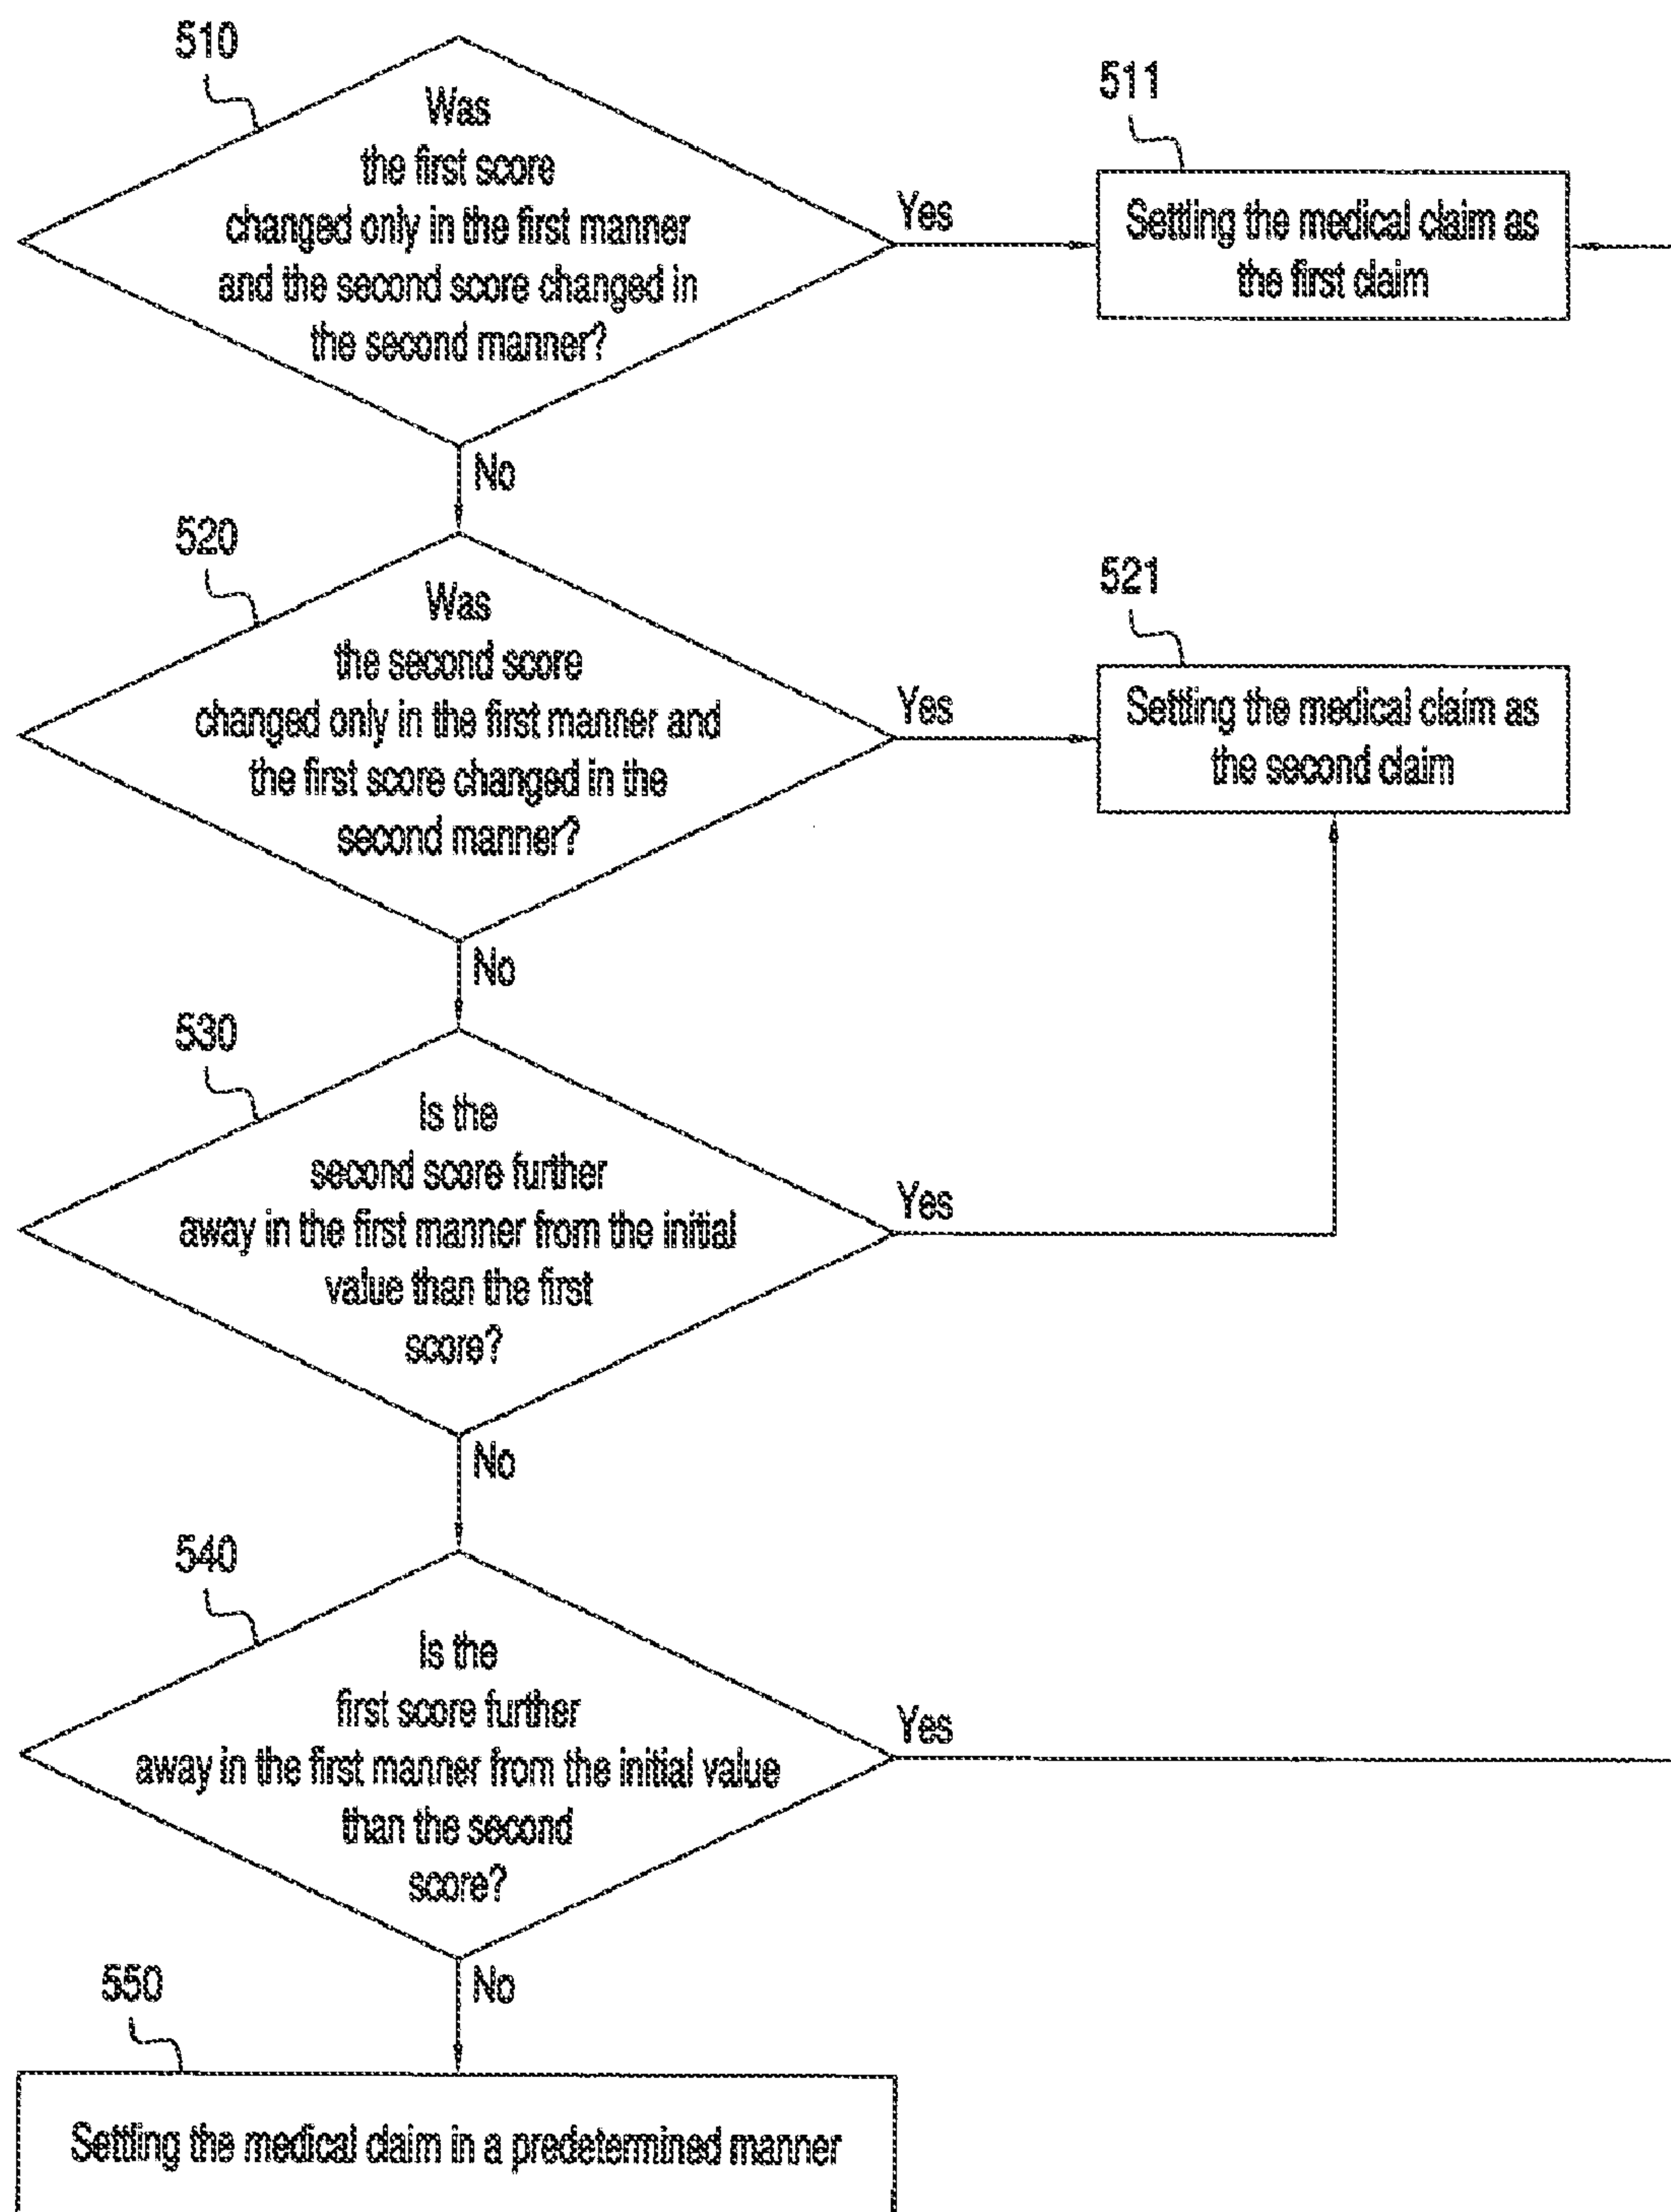 510
Was
the first score
changed only in the first manner
and the second score changed in
the second manner?
Yes
511
Settling the medical claim as
the first claim
No
520
Was
the second score
changed only in the first manner and
the first score changed in the
second manner?
Yes
521
Settling the medical claim as
the second claim
No
530
Is the
second score further
away in the first manner from the initial
value than the first
score?
Yes
No
540
Is the
first score further
away in the first manner from the initial value
than the second
score?
Yes
No
550
Settling the medical claim in a predetermined manner